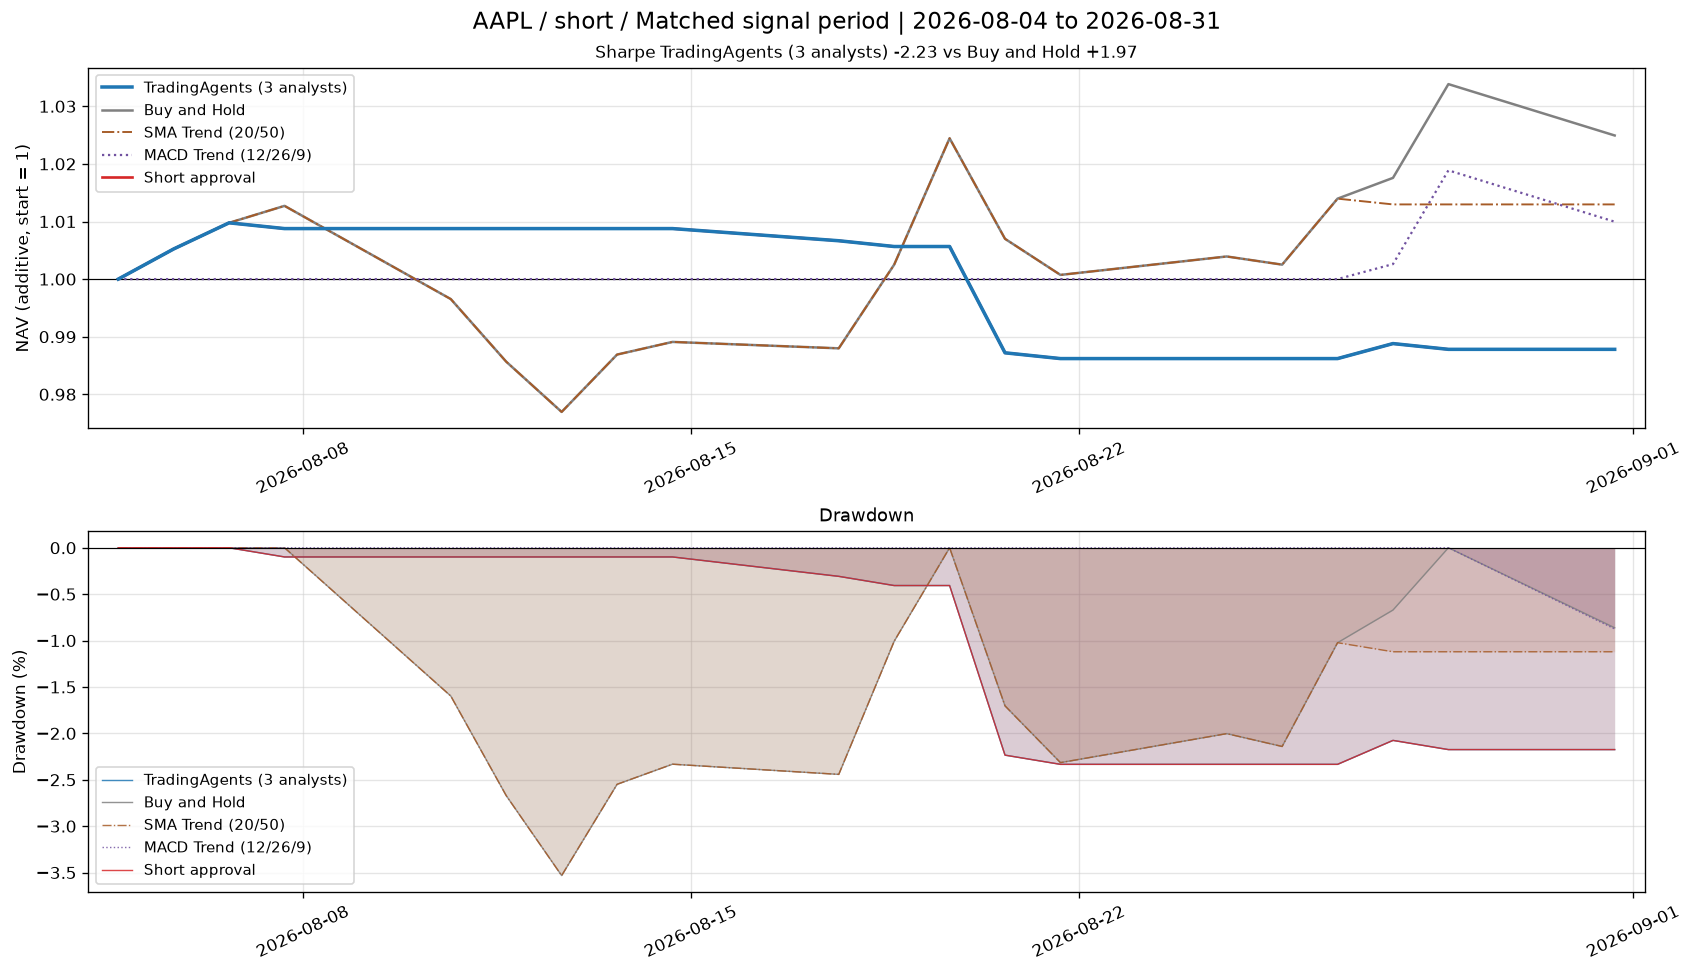 AAPL / short / Matched signal period | 2026-08-04 to 2026-08-31
Sharpe TradingAgents (3 analysts) -2.23 vs Buy and Hold +1.97
NAV (additive, start = 1)
1.03
1.02
1.01
1.00
0.99
0.98
TradingAgents (3 analysts)
Buy and Hold
SMA Trend (20/50)
MACD Trend (12/26/9)
Short approval
2026-08-08
2026-08-15
2026-08-22
2026-09-01
Drawdown
Drawdown (%)
0.0
−0.5
−1.0
−1.5
−2.0
−2.5
−3.0
−3.5
TradingAgents (3 analysts)
Buy and Hold
SMA Trend (20/50)
MACD Trend (12/26/9)
Short approval
2026-08-08
2026-08-15
2026-08-22
2026-09-01